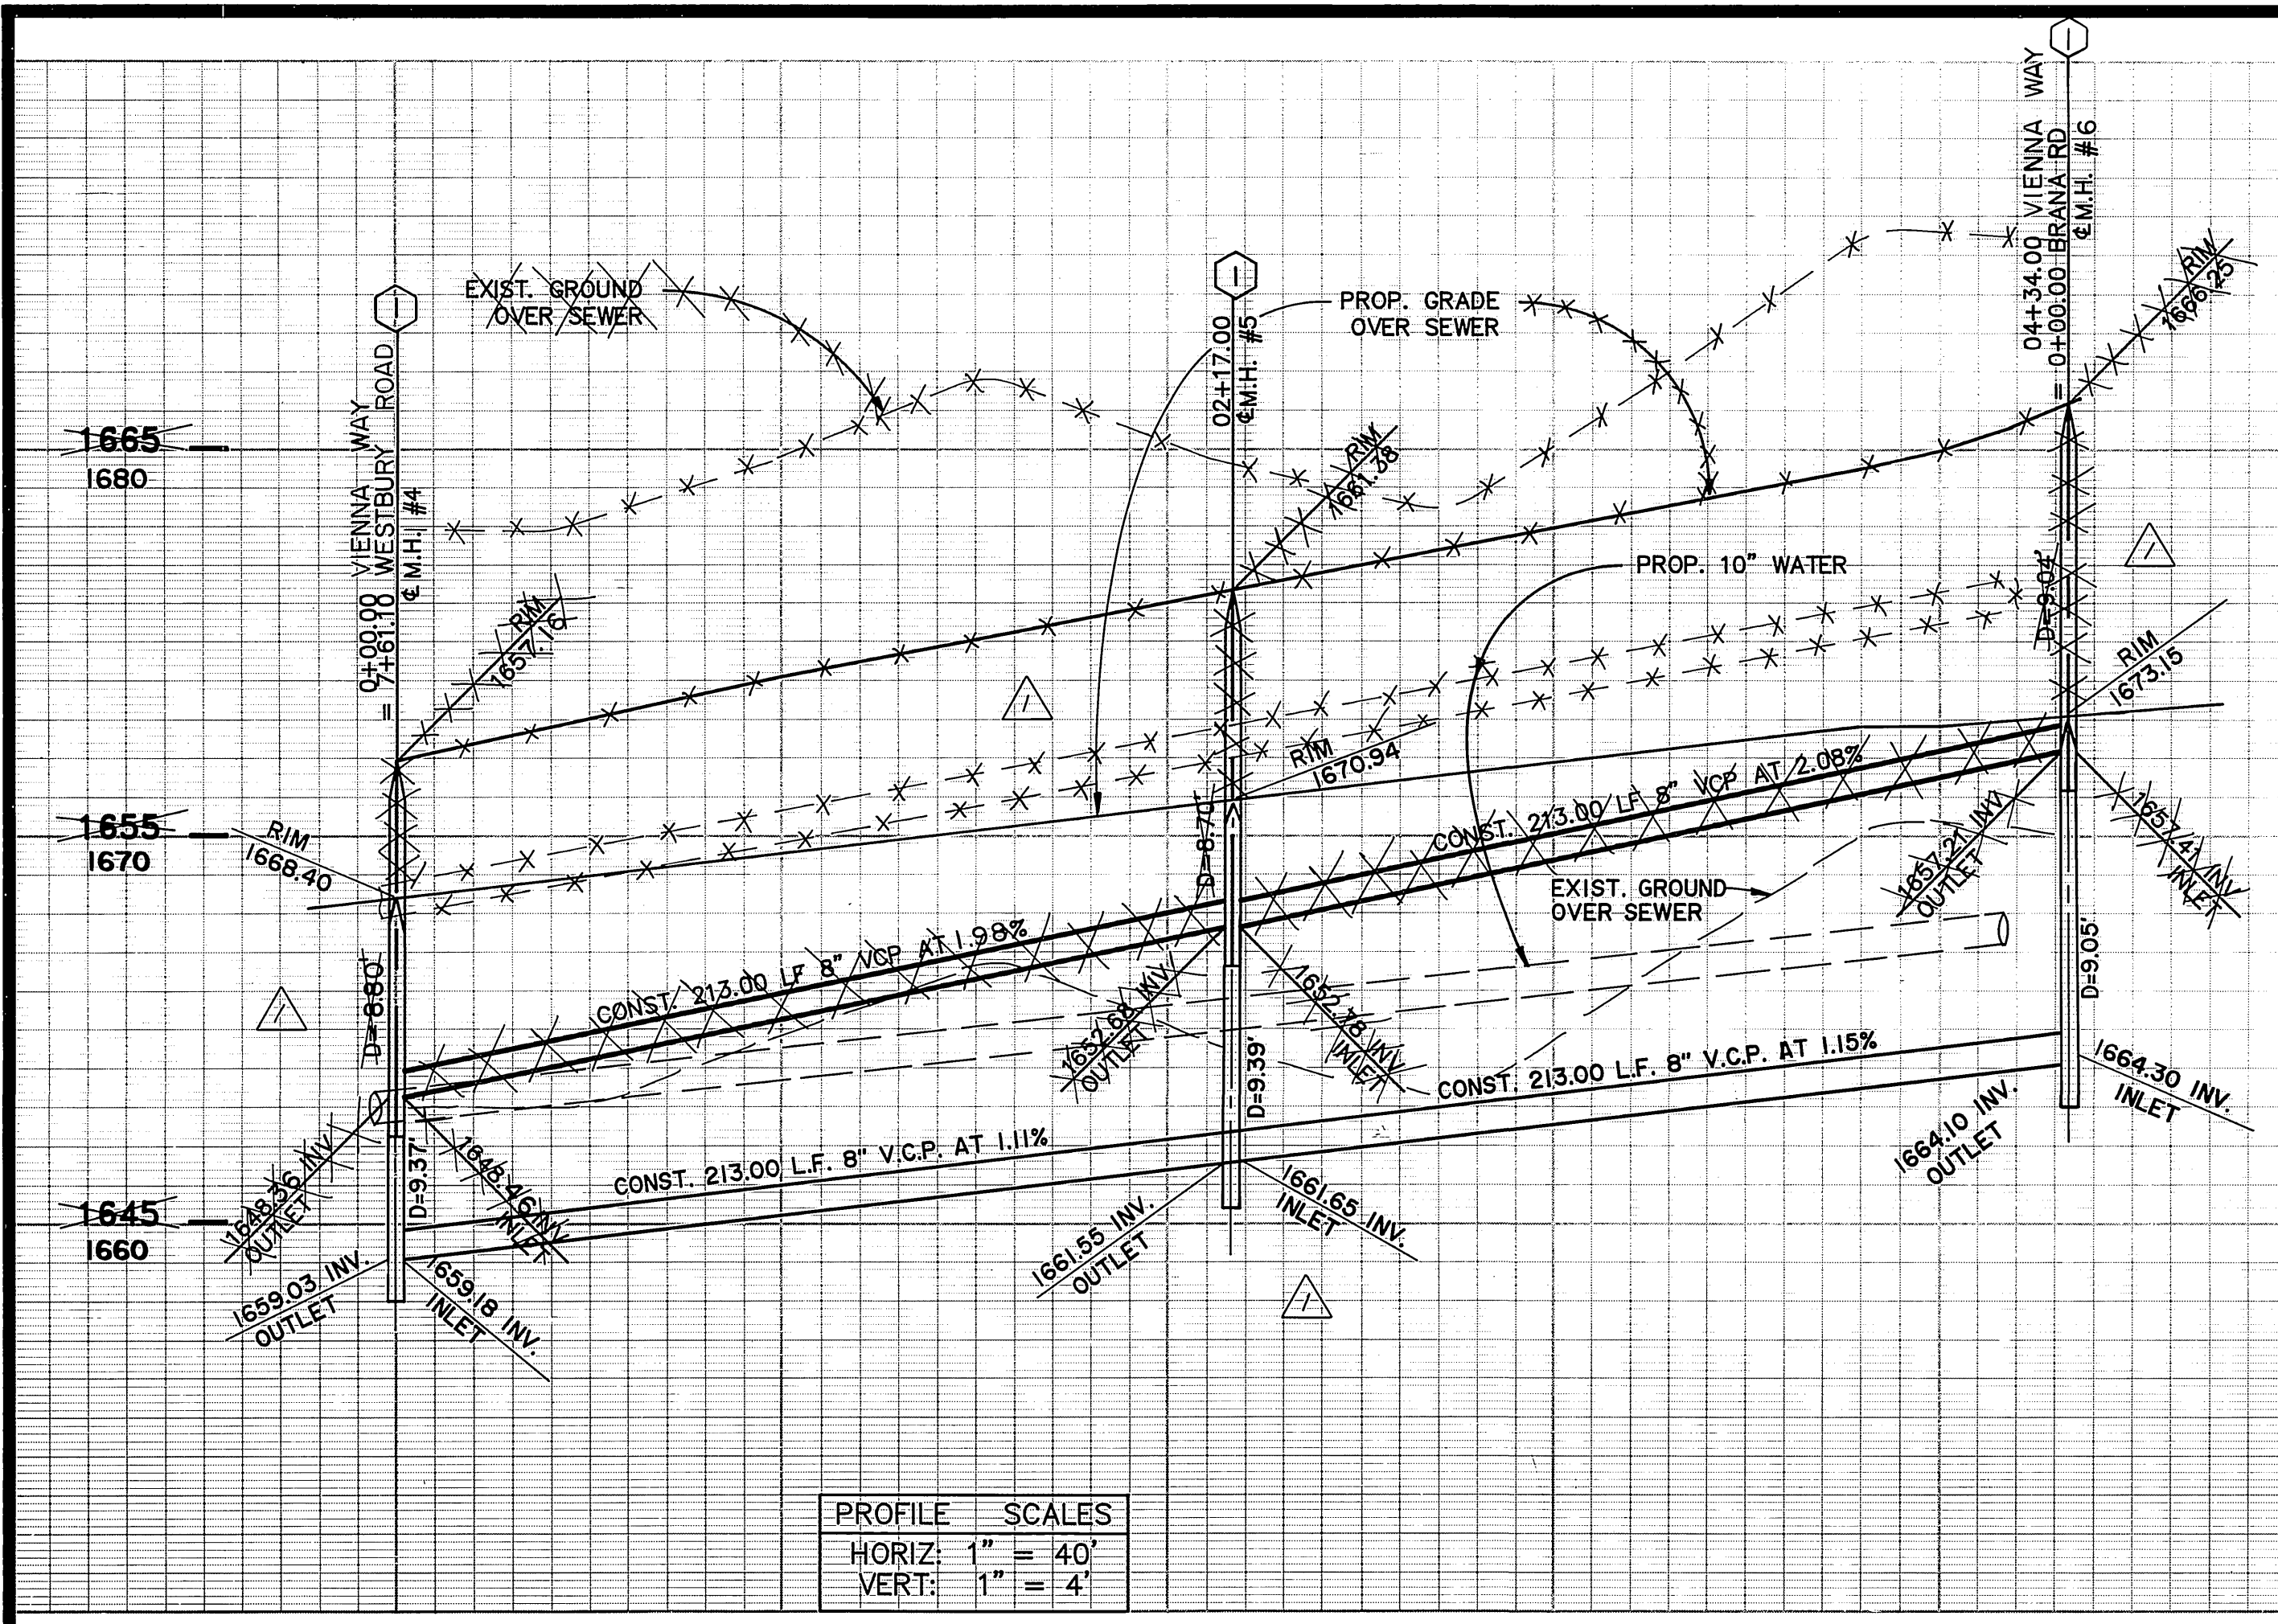 04+34.00 VIENNA WAY
= 0+00.00 BRANA RD
℄ M.H. #6
RIM
1666.25
EXIST. GROUND
OVER SEWER
PROP. GRADE
OVER SEWER
02+17.00
℄ M.H. #5
0+00.00 VIENNA WAY
= 7+61.10 WESTBURY ROAD
℄ M.H. #4
1665
1680
RIM
1661.38
RIM
1657.16
PROP. 10" WATER
D=9.04'
RIM
1673.15
RIM
1670.94
1655
1670
RIM
1668.40
D=8.70'
CONST. 213.00 LF 8" VCP AT 2.08%
1657.21 INV
OUTLET
1657.41 INV
INLET
EXIST. GROUND
OVER SEWER
CONST. 213.00 LF 8" VCP AT 1.98%
D=8.80'
1652.68 INV
OUTLET
1652.78 INV.
INLET
D=9.05'
D=9.39'
CONST. 213.00 L.F. 8" V.C.P. AT 1.15%
1664.30 INV.
INLET
1664.10 INV.
OUTLET
CONST. 213.00 L.F. 8" V.C.P. AT 1.11%
D=9.37'
1648.36 INV
OUTLET
1648.46 INV
INLET
1645
1660
1661.55 INV.
OUTLET
1661.65 INV.
INLET
1659.03 INV.
OUTLET
1659.18 INV.
INLET
1
1
1
1
1
1
1
PROFILE SCALES
HORIZ: 1" = 40'
VERT: 1" = 4'